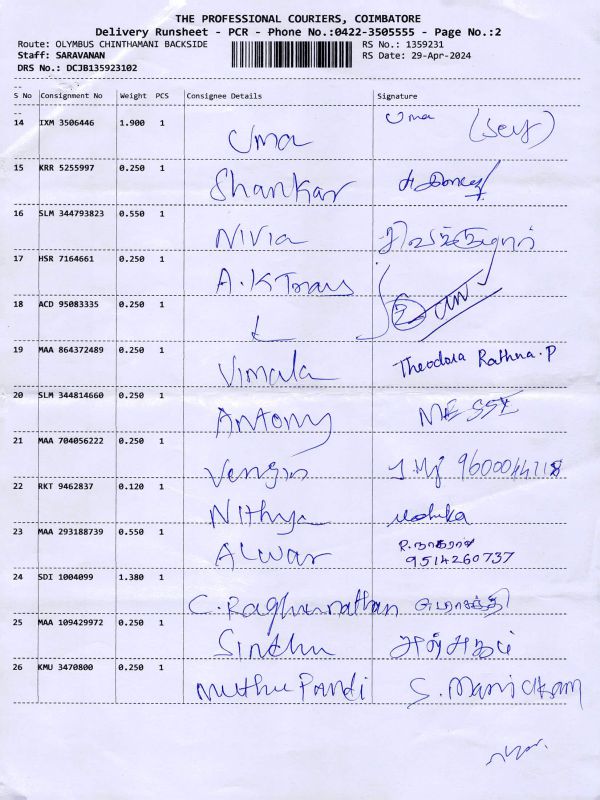 THE PROFESSIONAL COURIERS, COIMBATORE
Delivery Runsheet - PCR - Phone No.:0422-3505555 - Page No.:2
Route: OLYMBUS CHINTHAMANI BACKSIDE RS No.: 1359231
Staff: SARAVANAN RS Date: 29-Apr-2024
DRS No.: DCJB135923102
S No Consignment No Weight PCS Consignee Details Signature
14 IXM 3506446 1.900 1 Uma Uma (Self)
15 KRR 5255997 0.250 1 Shankar
16 SLM 344793823 0.550 1 Nivia
17 HSR 7164661 0.250 1 A.K Trans
18 ACD 95083335 0.250 1
19 MAA 864372489 0.250 1 Vimala Theodora Rathna.P
20 SLM 344814660 0.250 1 Antony
21 MAA 704056222 0.250 1
22 RKT 9462837 0.120 1 Nithya
23 MAA 293188739 0.550 1 Alwar R.நாகராஜ்
9514260737
24 SDI 1004099 1.380 1 C.Raghunathan
25 MAA 109429972 0.250 1 Sindhu
26 KMU 3470800 0.250 1 Muthu Pandi S. Manickam